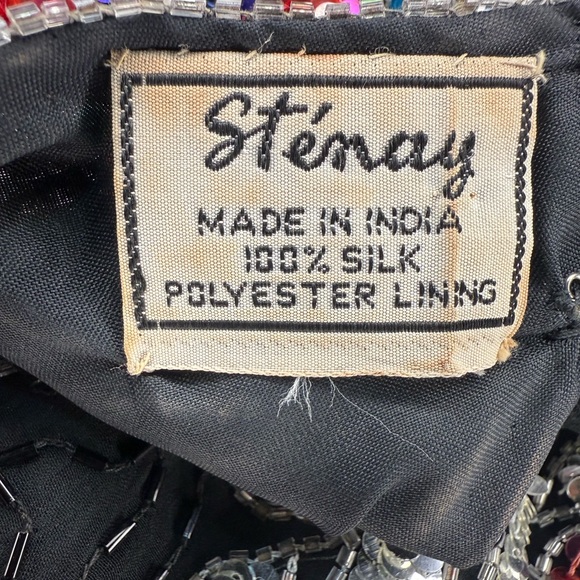 Sténay
MADE IN INDIA
100% SILK
POLYESTER LINING